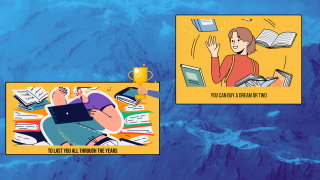 YOU CAN BUY A DREAM OR TWO
TO LAST YOU ALL THROUGH THE YEARS